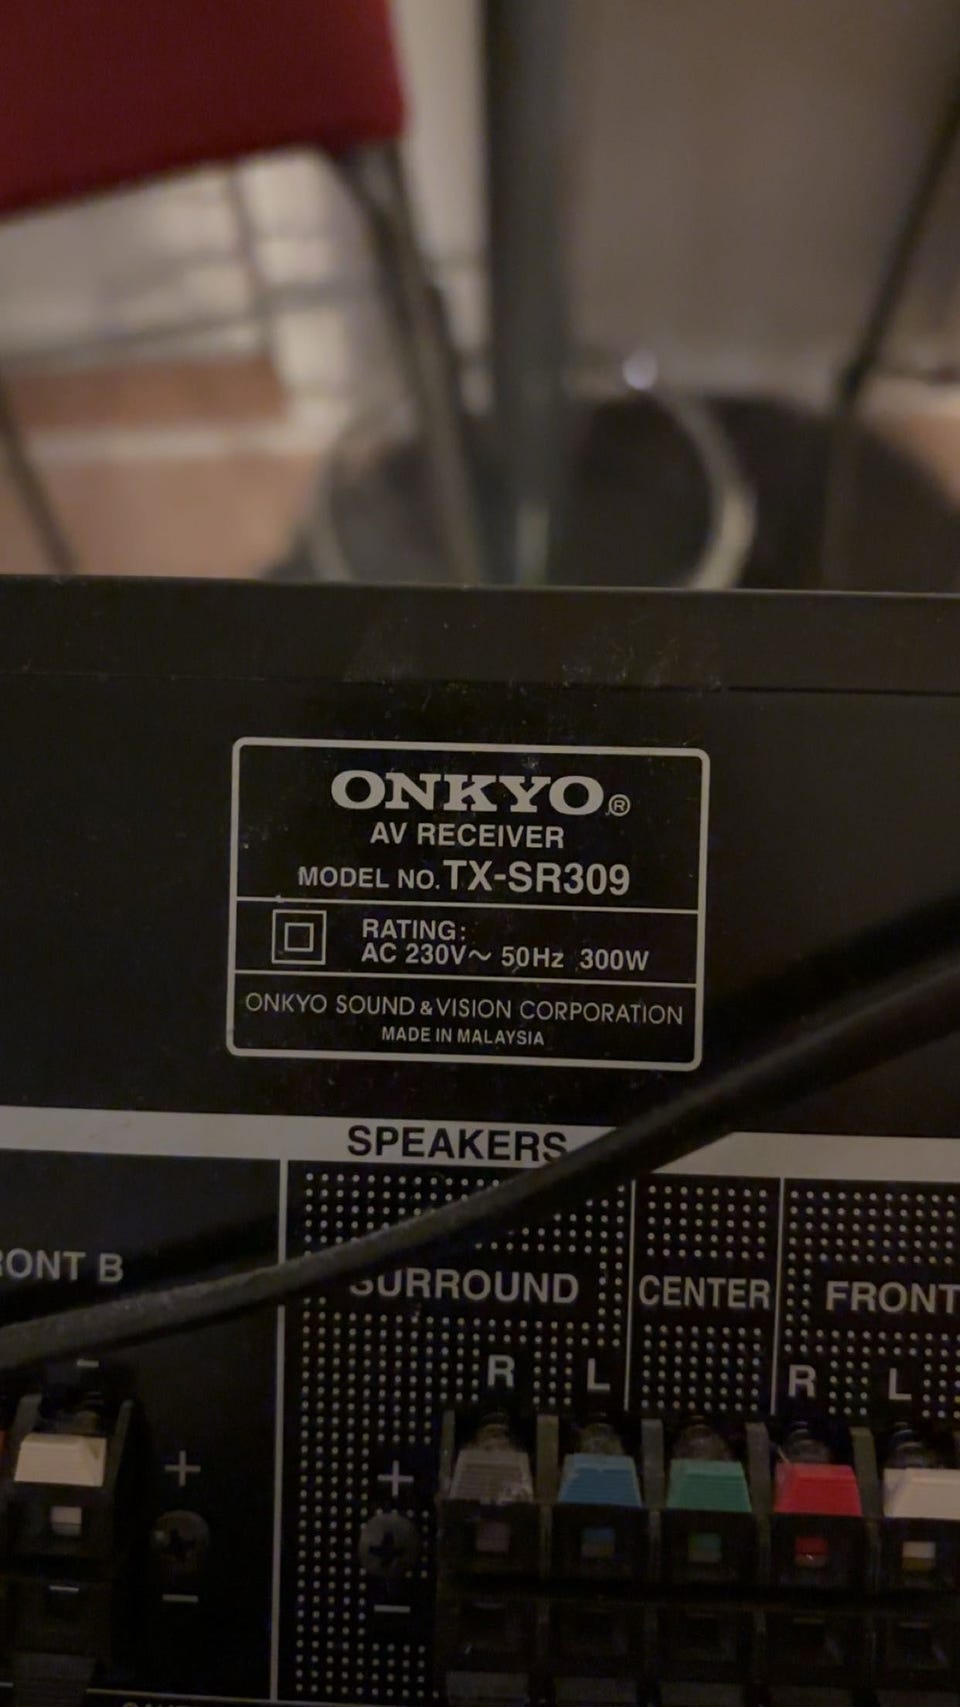 ONKYO®
AV RECEIVER
MODEL NO. TX-SR309
RATING:
AC 230V～ 50Hz 300W
ONKYO SOUND & VISION CORPORATION
MADE IN MALAYSIA
SPEAKERS
RONT B
SURROUND
CENTER
FRONT
R L
R L
+ +
− −